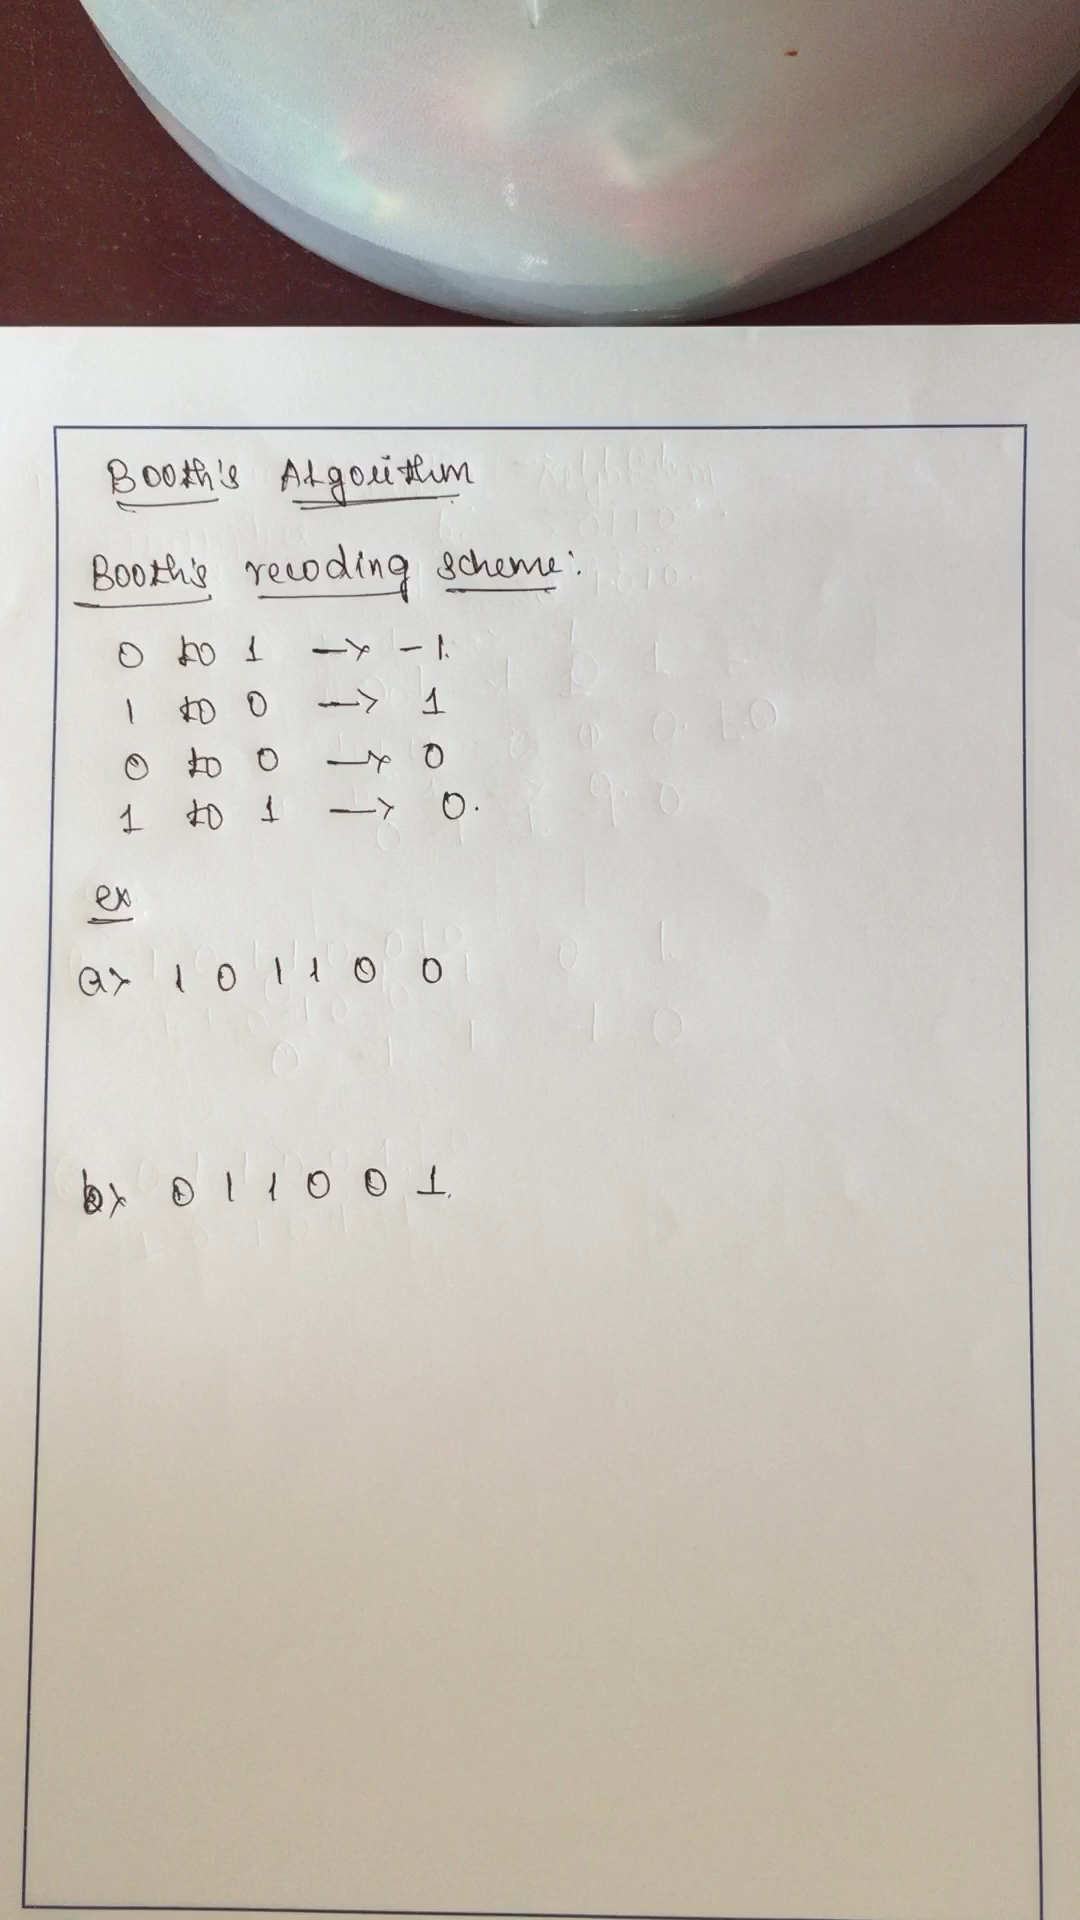 Booth's Algorithm
Booth's recoding scheme:
0 to 1 → -1.
1 to 0 → 1
0 to 0 → 0
1 to 1 → 0.
ex
a> 1 0 1 1 0 0
b> 0 1 1 0 0 1.